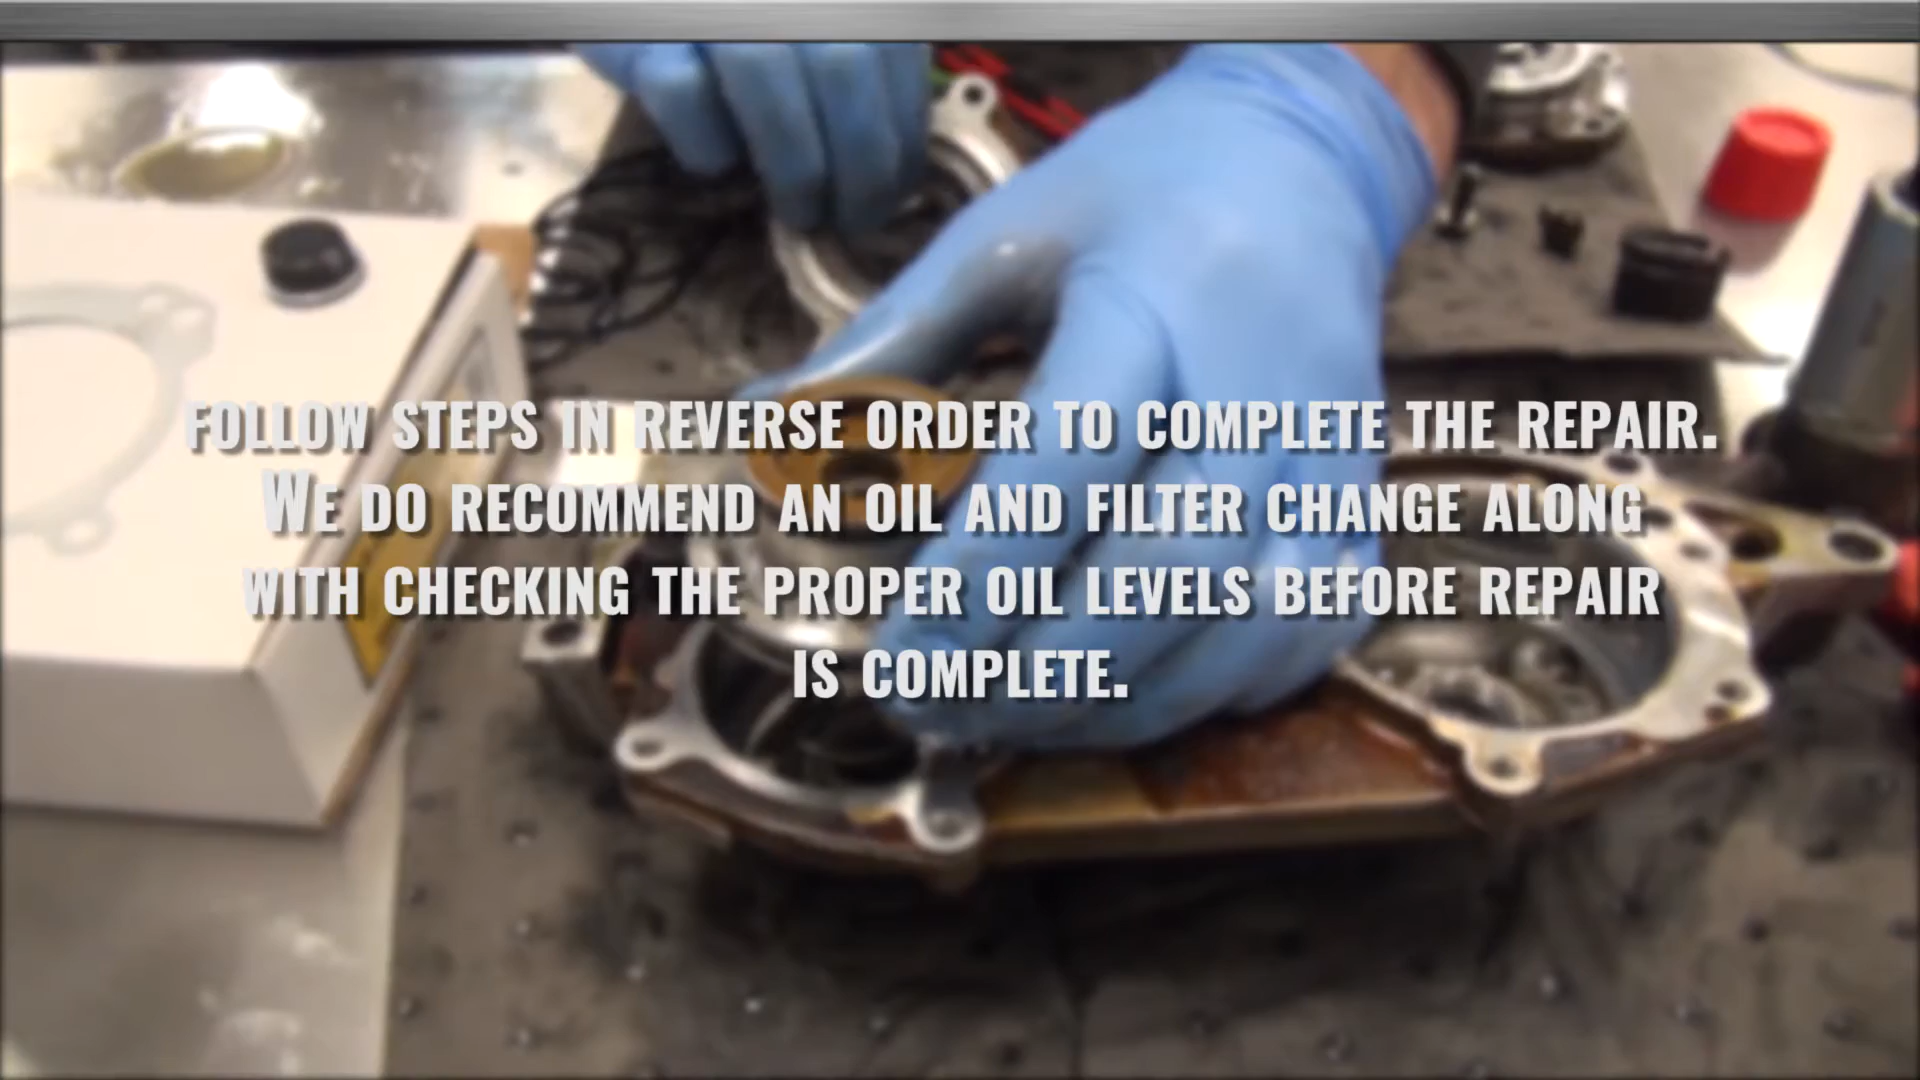 FOLLOW STEPS IN REVERSE ORDER TO COMPLETE THE REPAIR.
WE DO RECOMMEND AN OIL AND FILTER CHANGE ALONG
WITH CHECKING THE PROPER OIL LEVELS BEFORE REPAIR
IS COMPLETE.